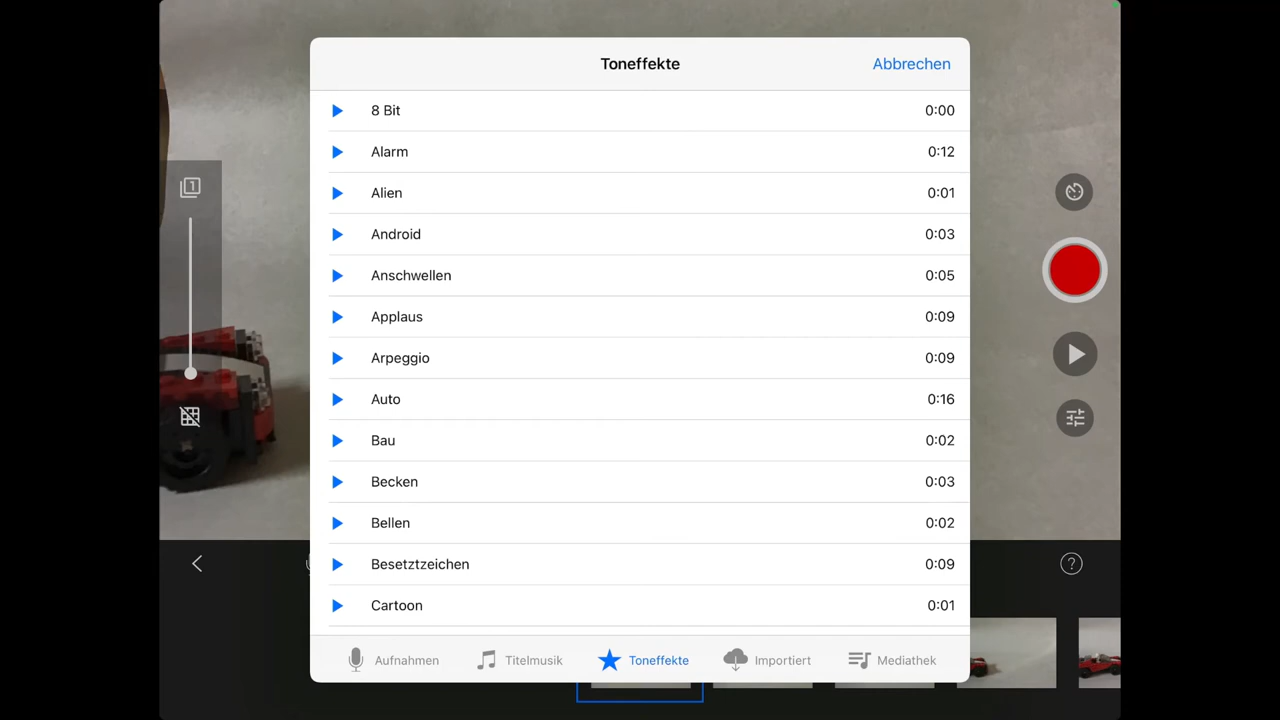 Toneffekte Abbrechen
8 Bit 0:00
Alarm 0:12
Alien 0:01
Android 0:03
Anschwellen 0:05
Applaus 0:09
Arpeggio 0:09
Auto 0:16
Bau 0:02
Becken 0:03
Bellen 0:02
Besetztzeichen 0:09
Cartoon 0:01
Aufnahmen Titelmusik Toneffekte Importiert Mediathek
1
?